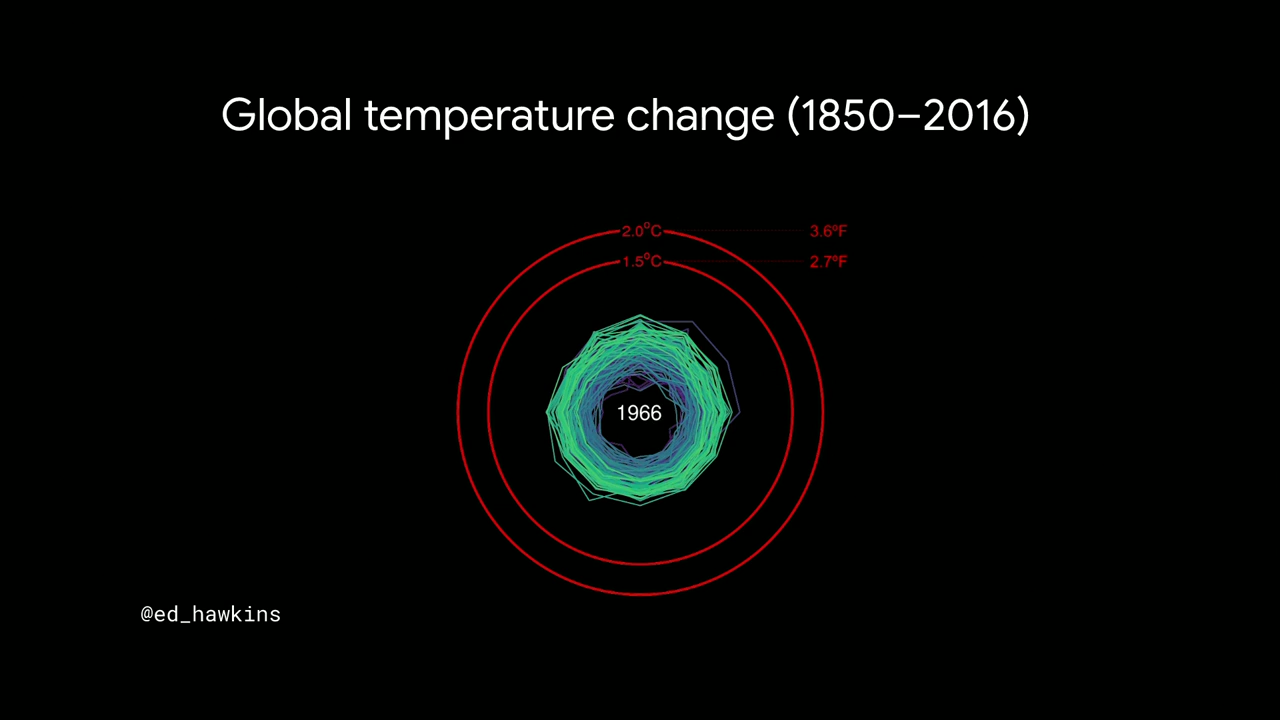 Global temperature change (1850–2016)
2.0°C 3.6°F
1.5°C 2.7°F
1966
@ed_hawkins